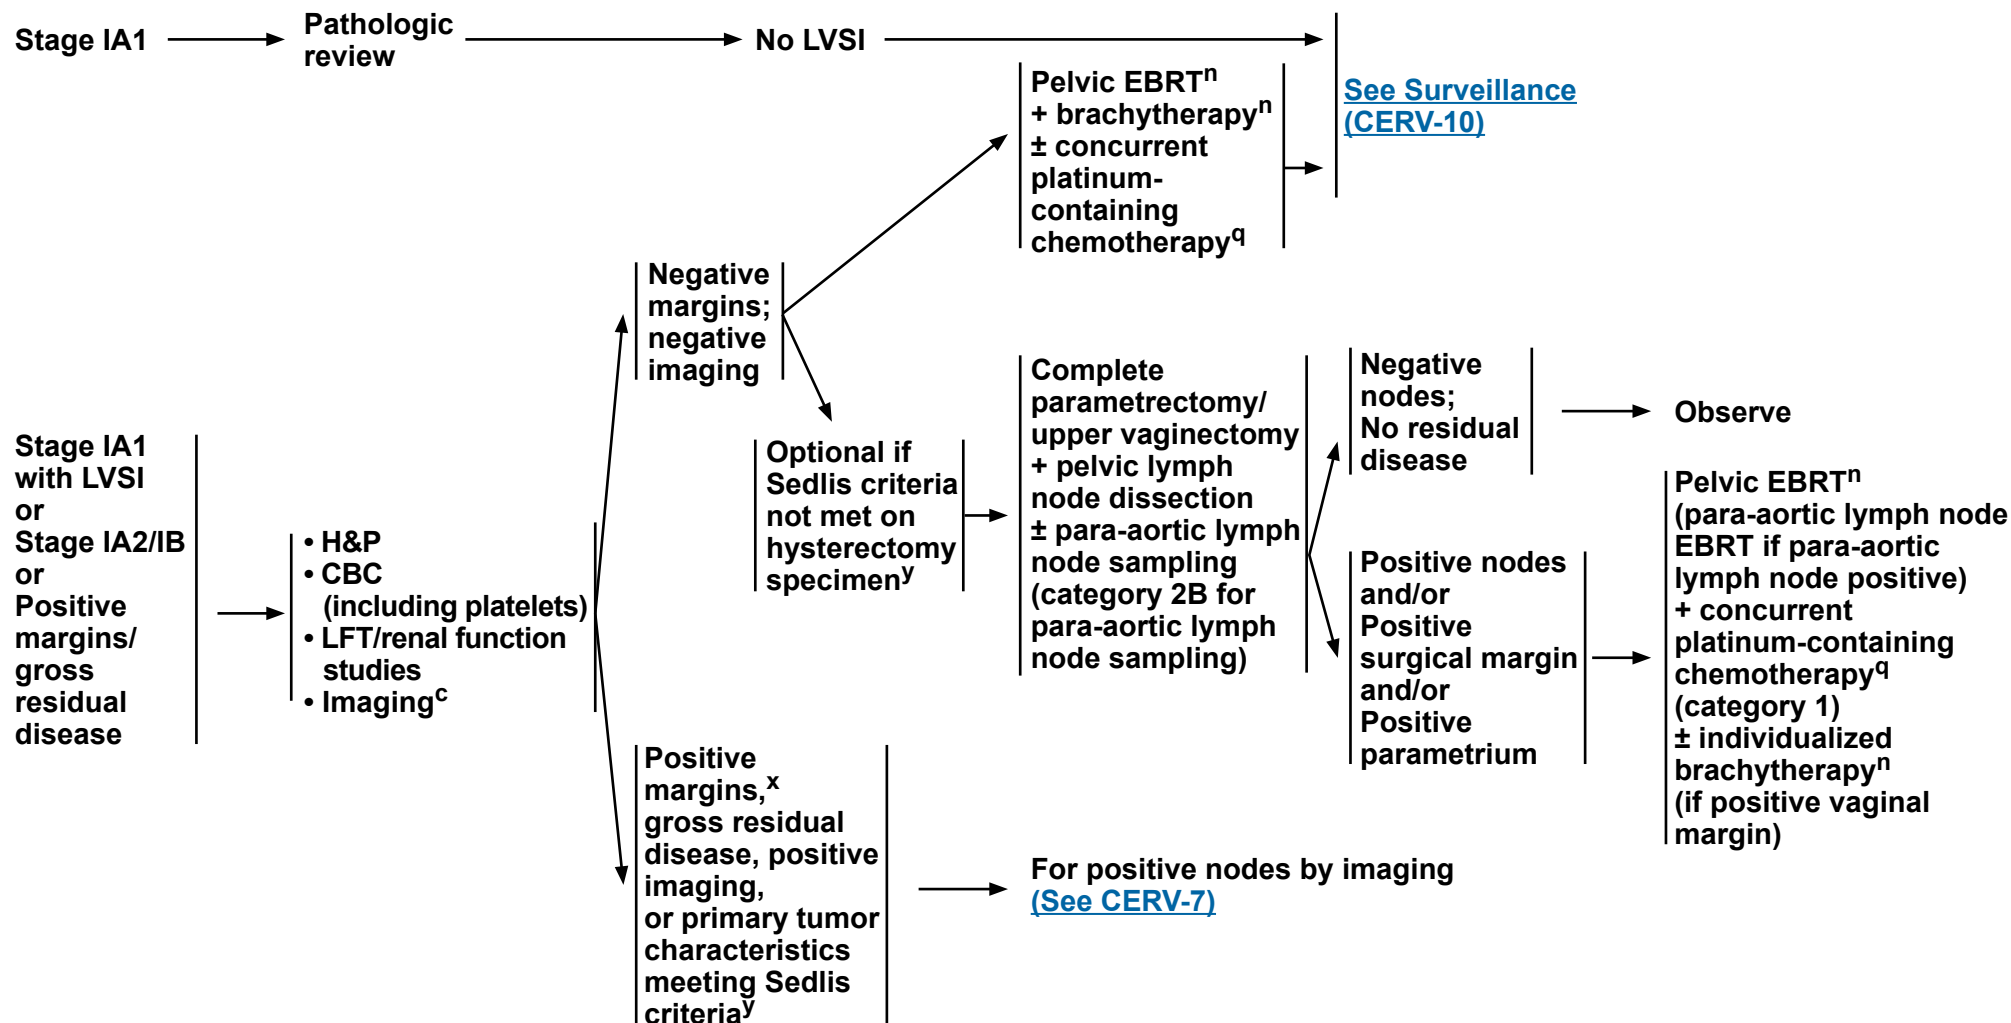 Stage IA1
Pathologic
review
No LVSI
See Surveillance
(CERV-10)
Pelvic EBRTn
+ brachytherapyn
± concurrent
platinum-
containing
chemotherapyq
Stage IA1
with LVSI
or
Stage IA2/IB
or
Positive
margins/
gross
residual
disease
• H&P
• CBC
(including platelets)
• LFT/renal function
studies
• Imagingc
Negative
margins;
negative
imaging
Optional if
Sedlis criteria
not met on
hysterectomy
specimeny
Complete
parametrectomy/
upper vaginectomy
+ pelvic lymph
node dissection
± para-aortic lymph
node sampling
(category 2B for
para-aortic lymph
node sampling)
Negative
nodes;
No residual
disease
Observe
Positive nodes
and/or
Positive
surgical margin
and/or
Positive
parametrium
Pelvic EBRTn
(para-aortic lymph node
EBRT if para-aortic
lymph node positive)
+ concurrent
platinum-containing
chemotherapyq
(category 1)
± individualized
brachytherapyn
(if positive vaginal
margin)
Positive
margins,x
gross residual
disease, positive
imaging,
or primary tumor
characteristics
meeting Sedlis
criteriay
For positive nodes by imaging
(See CERV-7)